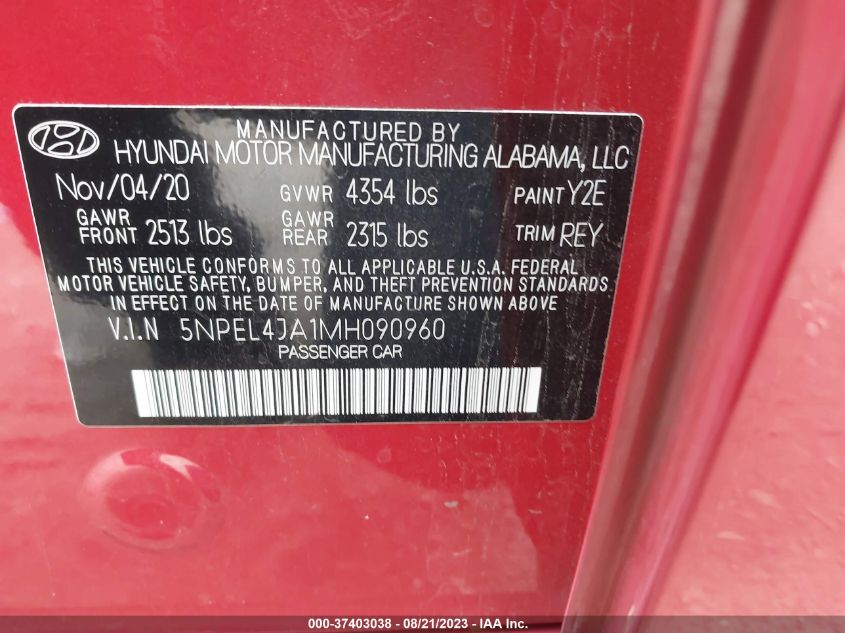 MANUFACTURED BY
HYUNDAI MOTOR MANUFACTURING ALABAMA, LLC
Nov/04/20 GVWR 4354 lbs PAINT Y2E
GAWR FRONT 2513 lbs GAWR REAR 2315 lbs TRIM REY
THIS VEHICLE CONFORMS TO ALL APPLICABLE U.S.A. FEDERAL
MOTOR VEHICLE SAFETY, BUMPER, AND THEFT PREVENTION STANDARDS
IN EFFECT ON THE DATE OF MANUFACTURE SHOWN ABOVE
V.I.N 5NPEL4JA1MH090960
PASSENGER CAR
000-37403038 - 08/21/2023 - IAA Inc.